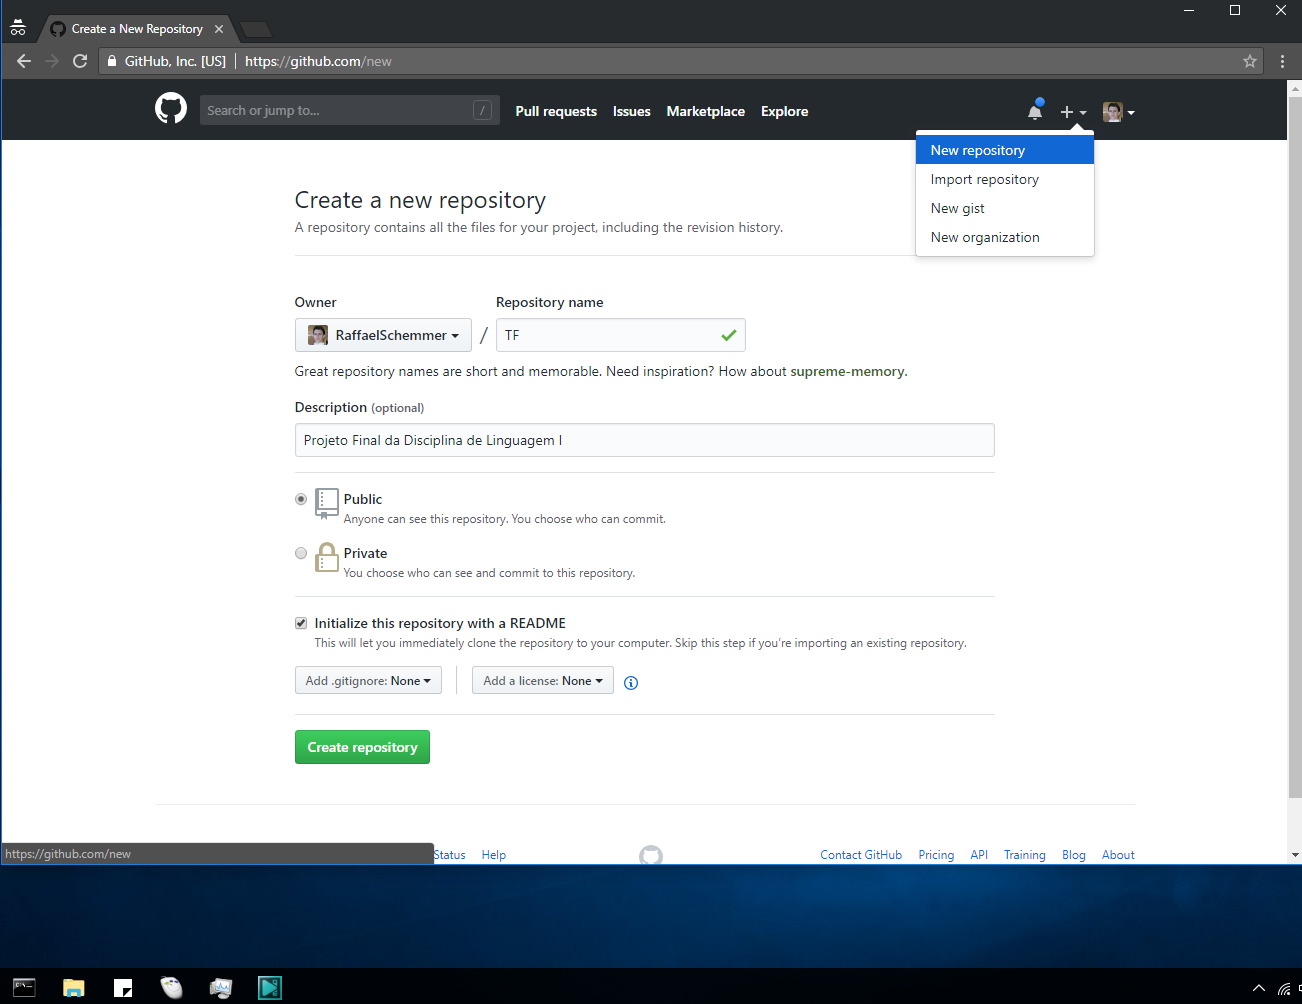 Create a New Repository
GitHub, Inc. [US] | https://github.com/new
Search or jump to... /
Pull requests Issues Marketplace Explore
New repository
Import repository
New gist
New organization
Create a new repository
A repository contains all the files for your project, including the revision history.
Owner Repository name
RaffaelSchemmer / TF
Great repository names are short and memorable. Need inspiration? How about supreme-memory.
Description (optional)
Projeto Final da Disciplina de Linguagem I
Public
Anyone can see this repository. You choose who can commit.
Private
You choose who can see and commit to this repository.
Initialize this repository with a README
This will let you immediately clone the repository to your computer. Skip this step if you're importing an existing repository.
Add .gitignore: None Add a license: None
Create repository
https://github.com/new Status Help Contact GitHub Pricing API Training Blog About